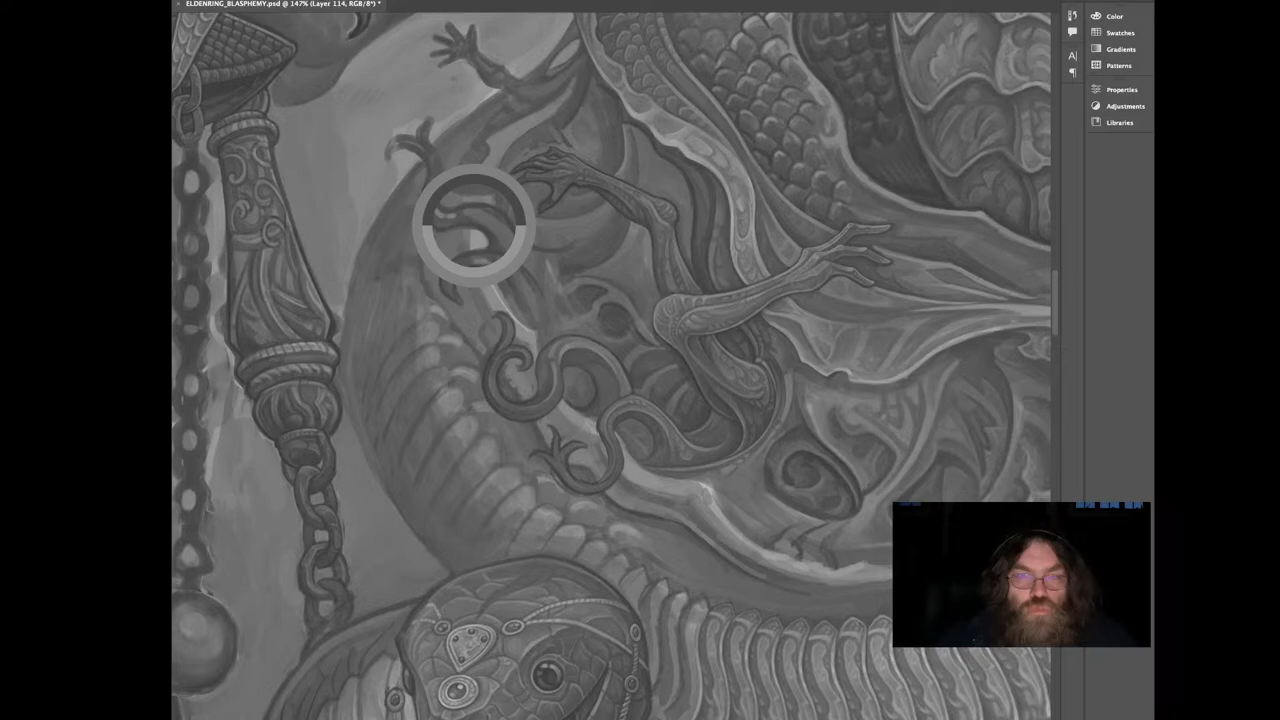 × ELDENRING_BLASPHEMY.psd @ 147% (Layer 114, RGB/8*) *
Color
Swatches
Gradients
Patterns
Properties
Adjustments
Libraries